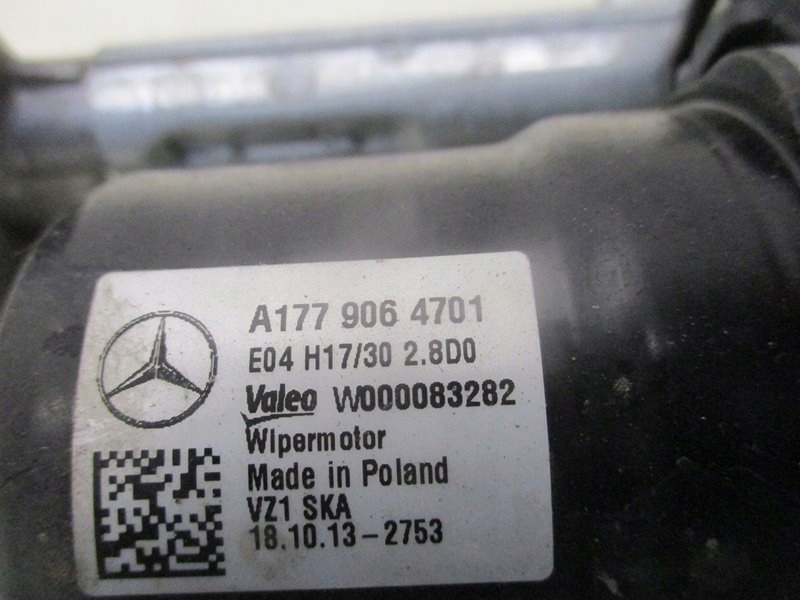 A177 906 4701
E04 H17/30 2.8D0
Valeo W000083282
Wipermotor
Made in Poland
VZ1 SKA
18.10.13-2753